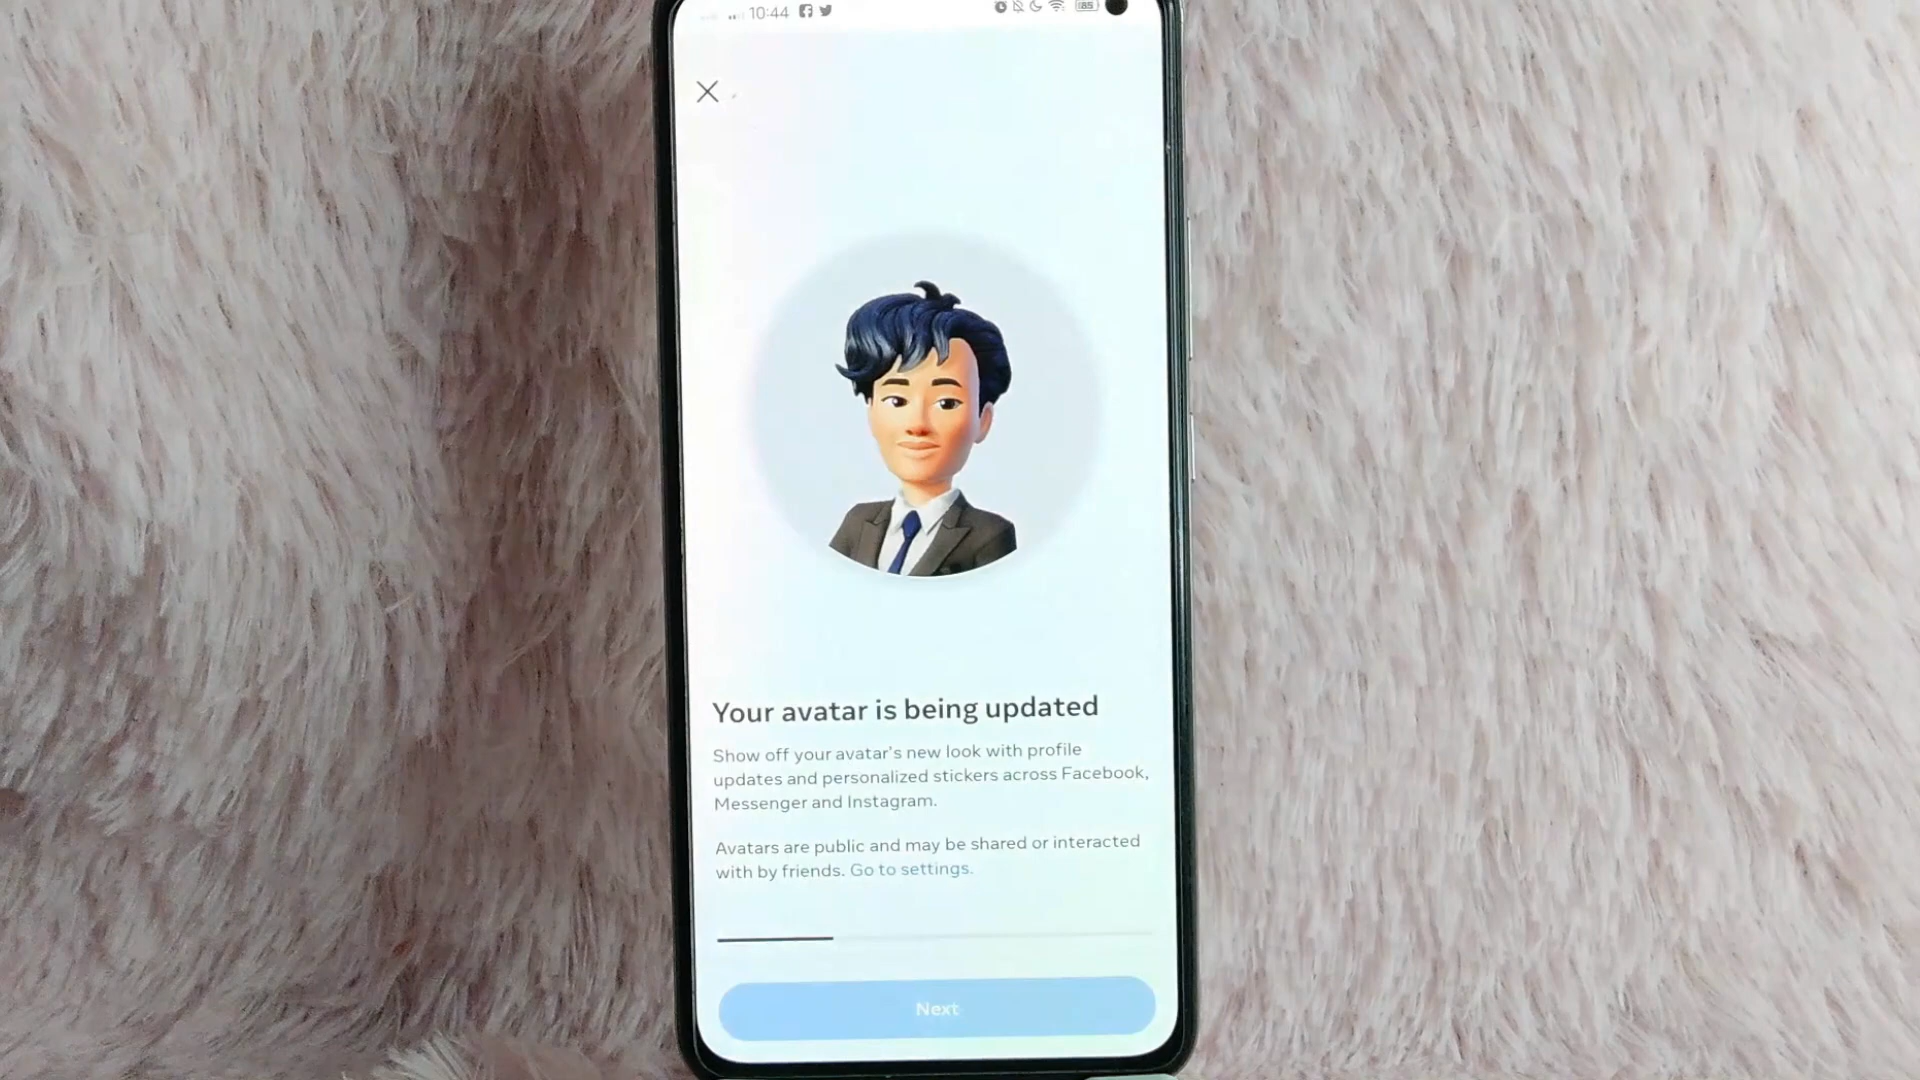 10:44
85
Your avatar is being updated
Show off your avatar's new look with profile
updates and personalized stickers across Facebook,
Messenger and Instagram.
Avatars are public and may be shared or interacted
with by friends. Go to settings.
Next